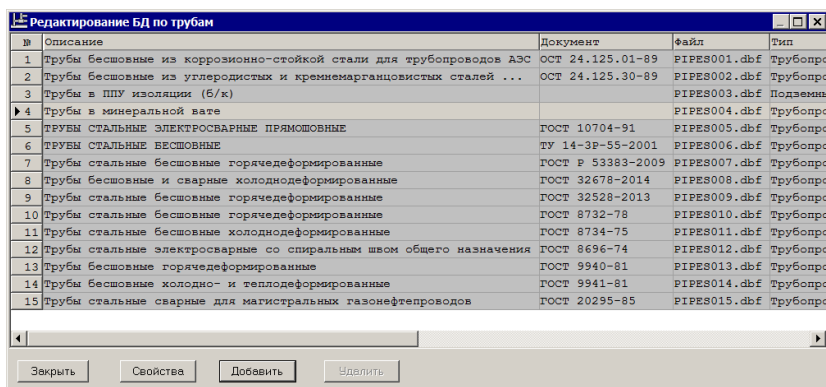 Редактирование БД по трубам
№ Описание Документ Файл Тип
1 Трубы бесшовные из коррозионно-стойкой стали для трубопроводов АЭС ОСТ 24.125.01-89 PIPES001.dbf Трубопро
2 Трубы бесшовные из углеродистых и кремнемарганцовистых сталей ... ОСТ 24.125.30-89 PIPES002.dbf Трубопро
3 Трубы в ППУ изоляции (б/к) PIPES003.dbf Подземны
4 Трубы в минеральной вате PIPES004.dbf Трубопро
5 ТРУБЫ СТАЛЬНЫЕ ЭЛЕКТРОСВАРНЫЕ ПРЯМОШОВНЫЕ ГОСТ 10704-91 PIPES005.dbf Трубопро
6 ТРУБЫ СТАЛЬНЫЕ БЕСШОВНЫЕ ТУ 14-3Р-55-2001 PIPES006.dbf Трубопро
7 Трубы стальные бесшовные горячедеформированные ГОСТ Р 53383-2009 PIPES007.dbf Трубопро
8 Трубы бесшовные и сварные холоднодеформированные ГОСТ 32678-2014 PIPES008.dbf Трубопро
9 Трубы стальные бесшовные горячедеформированные ГОСТ 32528-2013 PIPES009.dbf Трубопро
10 Трубы стальные бесшовные горячедеформированные ГОСТ 8732-78 PIPES010.dbf Трубопро
11 Трубы стальные бесшовные холоднодеформированные ГОСТ 8734-75 PIPES011.dbf Трубопро
12 Трубы стальные электросварные со спиральным швом общего назначения ГОСТ 8696-74 PIPES012.dbf Трубопро
13 Трубы бесшовные горячедеформированные ГОСТ 9940-81 PIPES013.dbf Трубопро
14 Трубы бесшовные холодно- и теплодеформированные ГОСТ 9941-81 PIPES014.dbf Трубопро
15 Трубы стальные сварные для магистральных газонефтепроводов ГОСТ 20295-85 PIPES015.dbf Трубопро
Закрыть Свойства Добавить Удалить